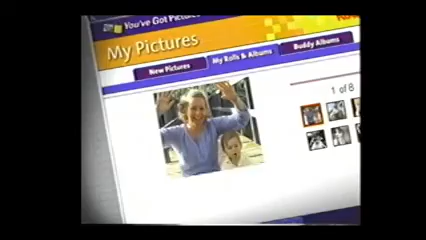 You've Got Pictures
My Pictures
New Pictures
My Rolls & Albums
Buddy Albums
1 of 8